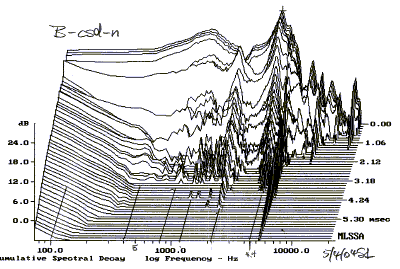 B-csd-n
dB
24.0
18.0
12.0
6.0
0.0
0.00
1.06
2.12
3.18
4.24
5.30 msec
MLSSA
100.0 1000.0 10000.0
umulative Spectral Decay log Frequency - Hz